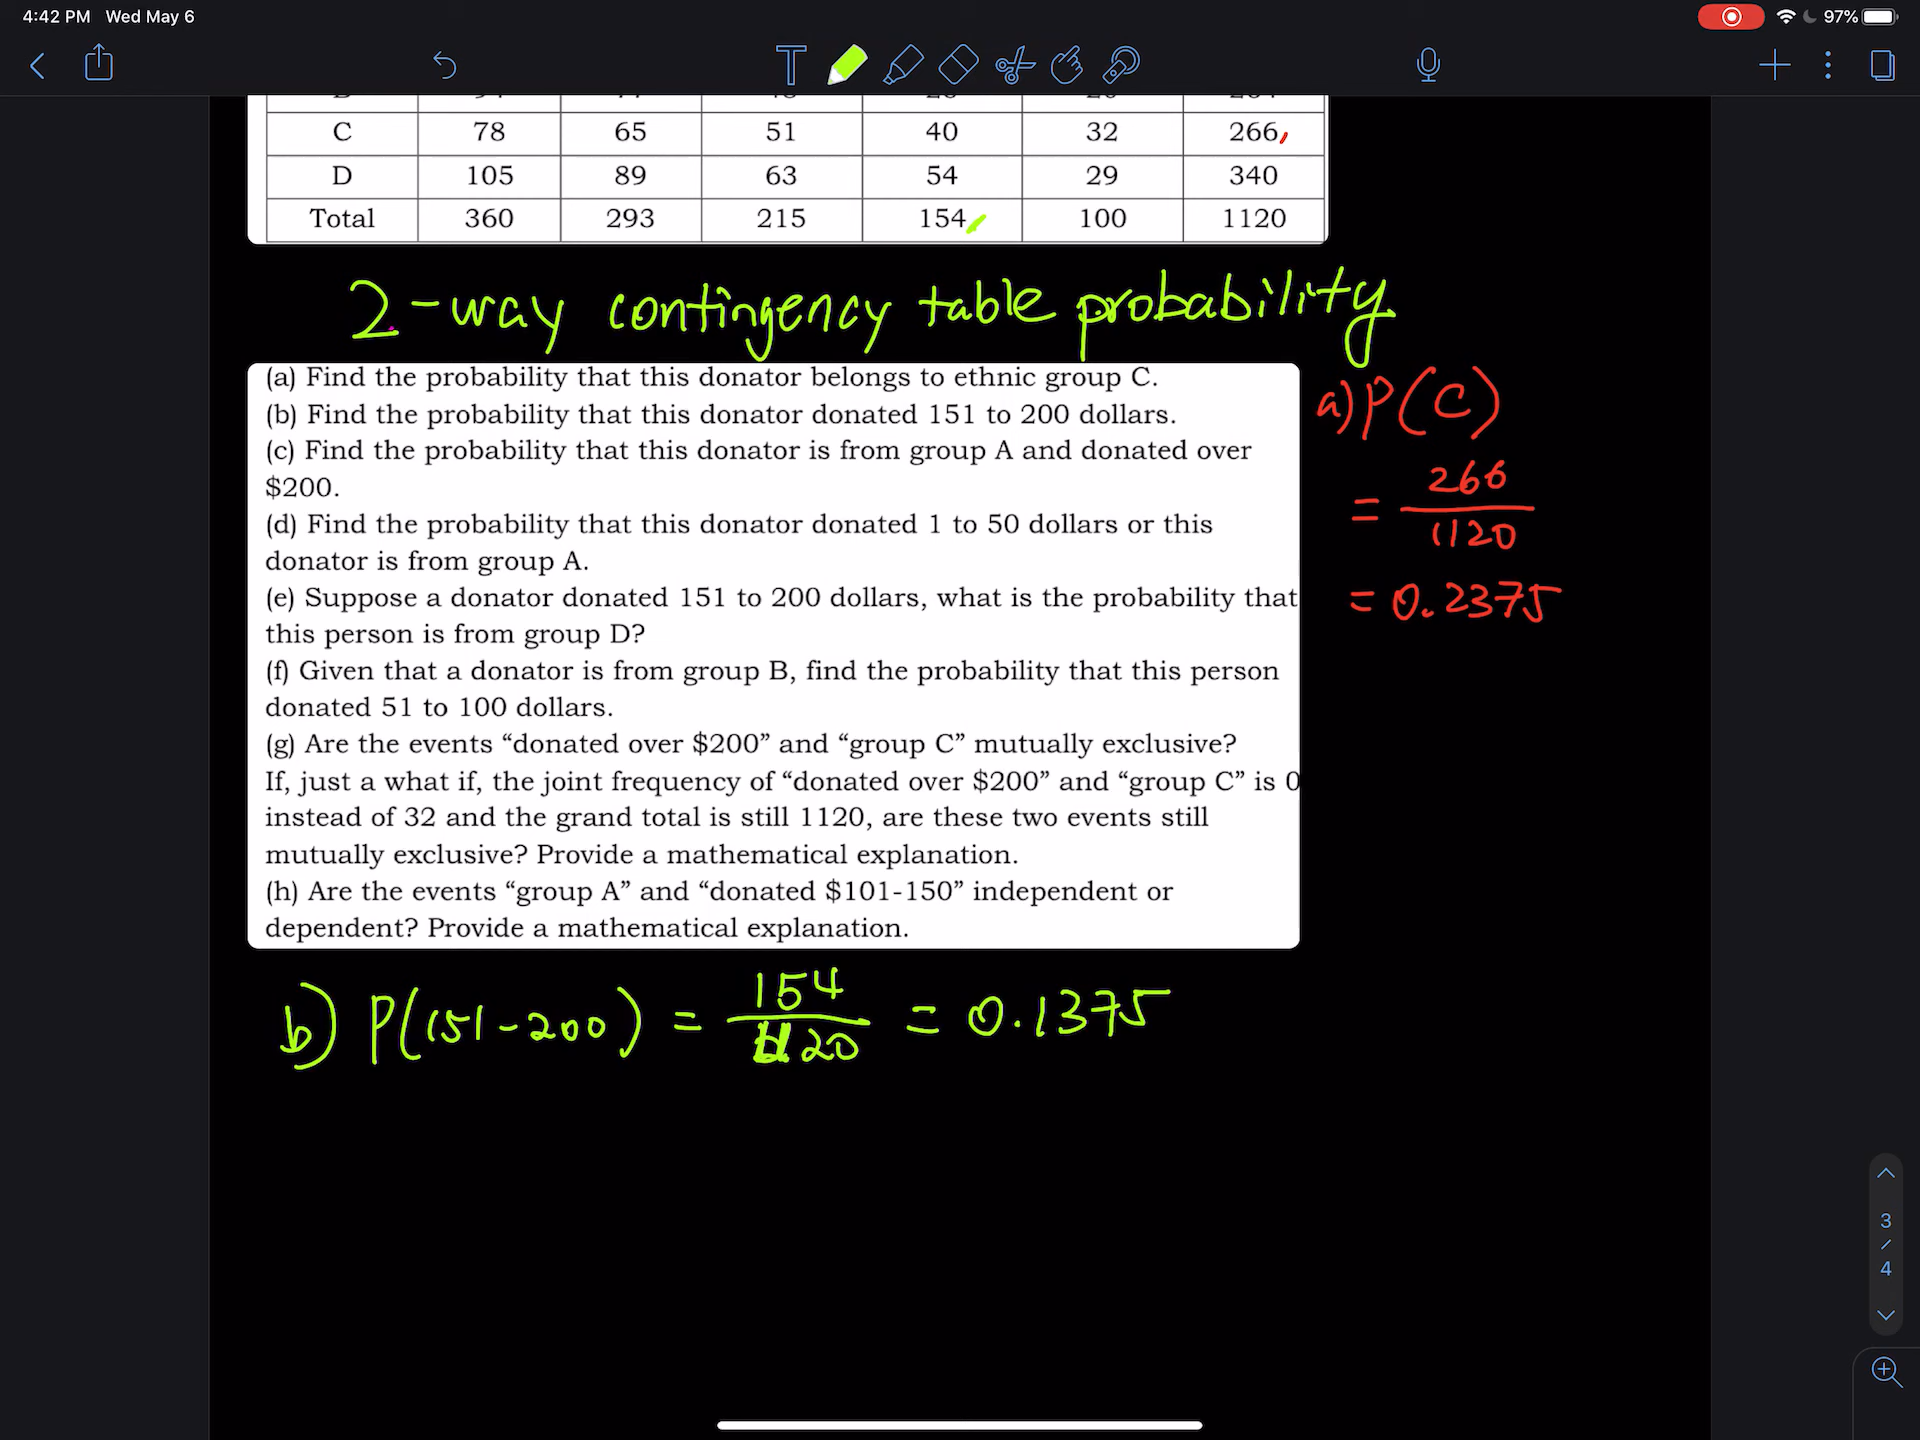 4:42 PM Wed May 6
97%
C 78 65 51 40 32 266
D 105 89 63 54 29 340
Total 360 293 215 154 100 1120
2-way contingency table probability.
(a) Find the probability that this donator belongs to ethnic group C.
(b) Find the probability that this donator donated 151 to 200 dollars.
(c) Find the probability that this donator is from group A and donated over
$200.
(d) Find the probability that this donator donated 1 to 50 dollars or this
donator is from group A.
(e) Suppose a donator donated 151 to 200 dollars, what is the probability that
this person is from group D?
(f) Given that a donator is from group B, find the probability that this person
donated 51 to 100 dollars.
(g) Are the events “donated over $200” and “group C” mutually exclusive?
If, just a what if, the joint frequency of “donated over $200” and “group C” is 0
instead of 32 and the grand total is still 1120, are these two events still
mutually exclusive? Provide a mathematical explanation.
(h) Are the events “group A” and “donated $101-150” independent or
dependent? Provide a mathematical explanation.
a) P(C)
= 266/1120
= 0.2375
b) P(151-200) = 154/1120 = 0.1375
3
/
4